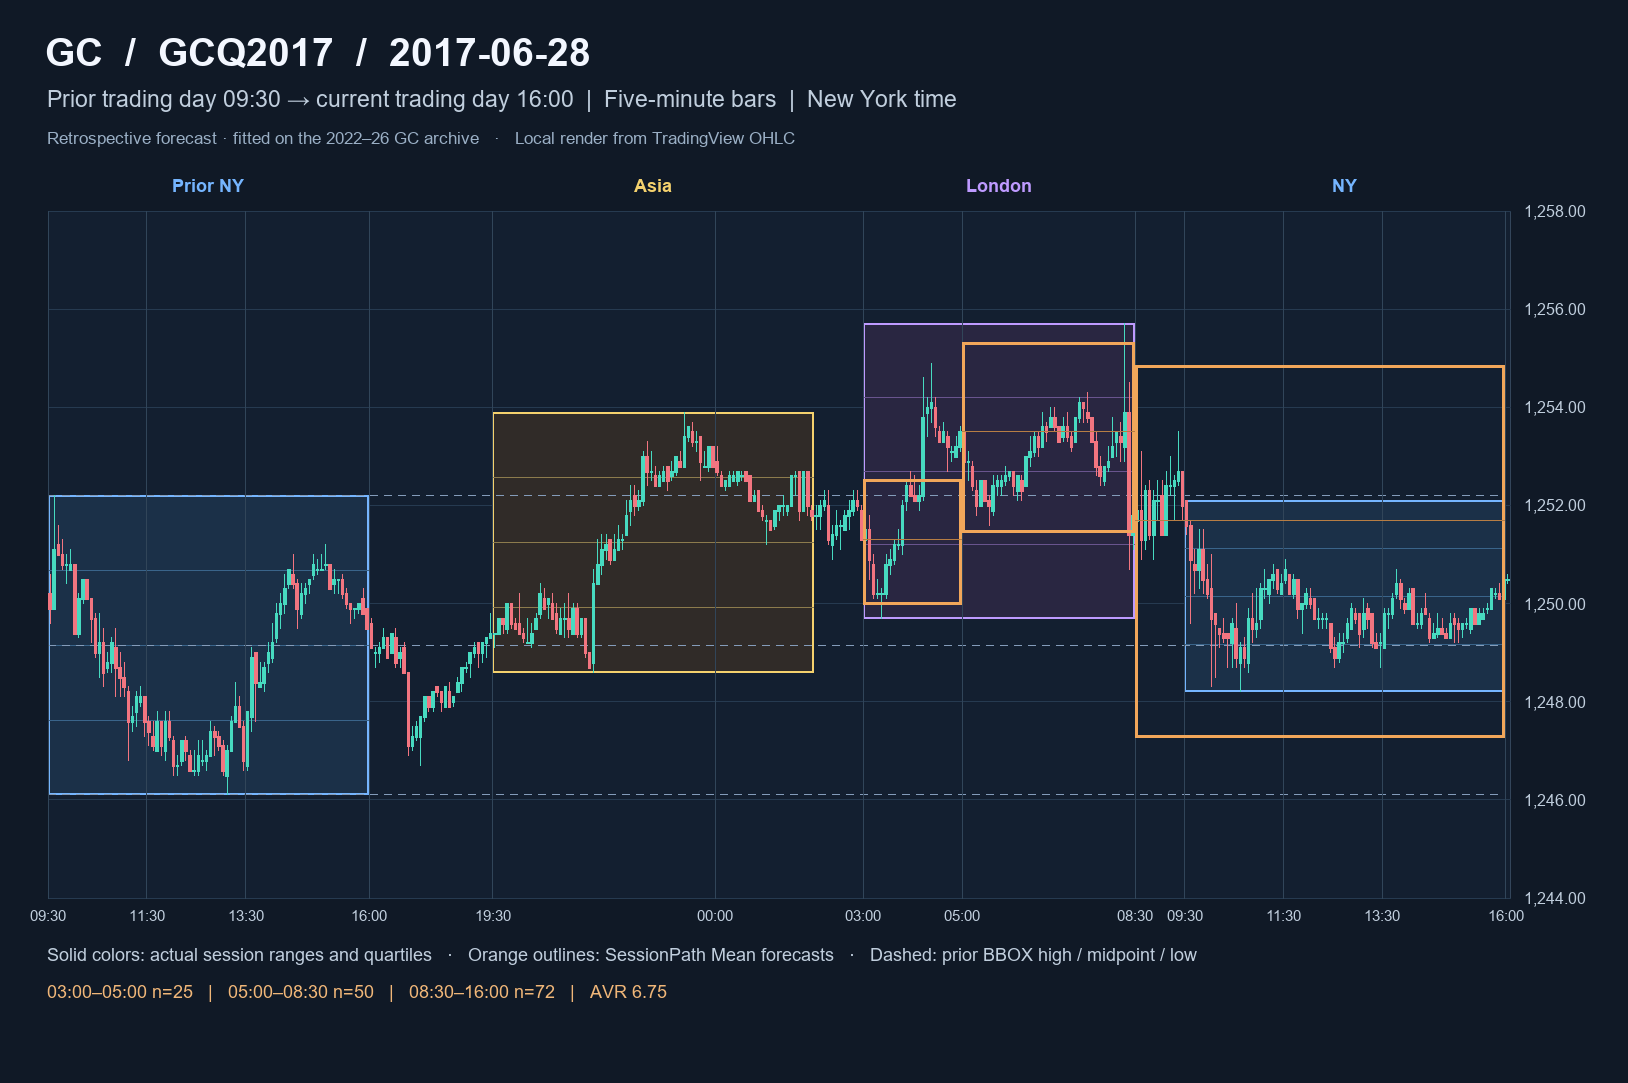 GC / GCQ2017 / 2017-06-28
Prior trading day 09:30 → current trading day 16:00 | Five-minute bars | New York time
Retrospective forecast · fitted on the 2022–26 GC archive · Local render from TradingView OHLC
Prior NY Asia London NY
1,258.00
1,256.00
1,254.00
1,252.00
1,250.00
1,248.00
1,246.00
1,244.00
09:30 11:30 13:30 16:00 19:30 00:00 03:00 05:00 08:30 09:30 11:30 13:30 16:00
Solid colors: actual session ranges and quartiles · Orange outlines: SessionPath Mean forecasts · Dashed: prior BBOX high / midpoint / low
03:00–05:00 n=25 | 05:00–08:30 n=50 | 08:30–16:00 n=72 | AVR 6.75